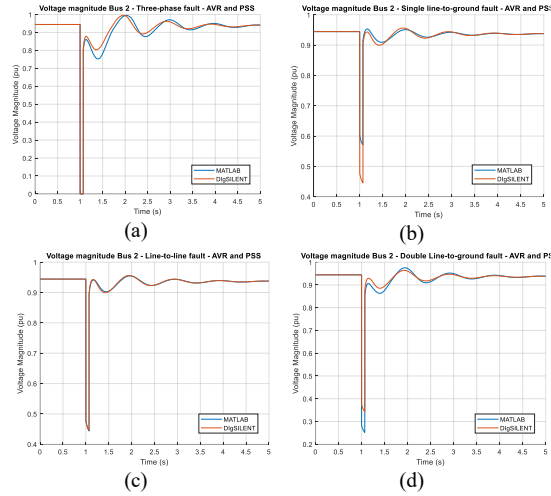 (a)
Voltage magnitude Bus 2 - Three-phase fault - AVR and PSS
1
0.9
0.8
0.7
0.6
0.5
0.4
0.3
0.2
0.1
0
Voltage Magnitude (pu)
MATLAB
DIgSILENT
0 0.5 1 1.5 2 2.5 3 3.5 4 4.5 5
Time (s)
(a)
(b)
Voltage magnitude Bus 2 - Single line-to-ground fault - AVR and PS
1
0.9
0.8
0.7
0.6
0.5
0.4
Voltage Magnitude (pu)
MATLAB
DIgSILENT
0 0.5 1 1.5 2 2.5 3 3.5 4 4.5 5
Time (s)
(b)
(c)
Voltage magnitude Bus 2 - Line-to-line fault - AVR and PSS
1
0.9
0.8
0.7
0.6
0.5
0.4
Voltage Magnitude (pu)
MATLAB
DIgSILENT
0 0.5 1 1.5 2 2.5 3 3.5 4 4.5 5
Time (s)
(c)
(d)
Voltage magnitude Bus 2 - Double Line-to-ground fault - AVR and PS
1
0.9
0.8
0.7
0.6
0.5
0.4
0.3
0.2
Voltage Magnitude (pu)
MATLAB
DIgSILENT
0 0.5 1 1.5 2 2.5 3 3.5 4 4.5 5
Time (s)
(d)